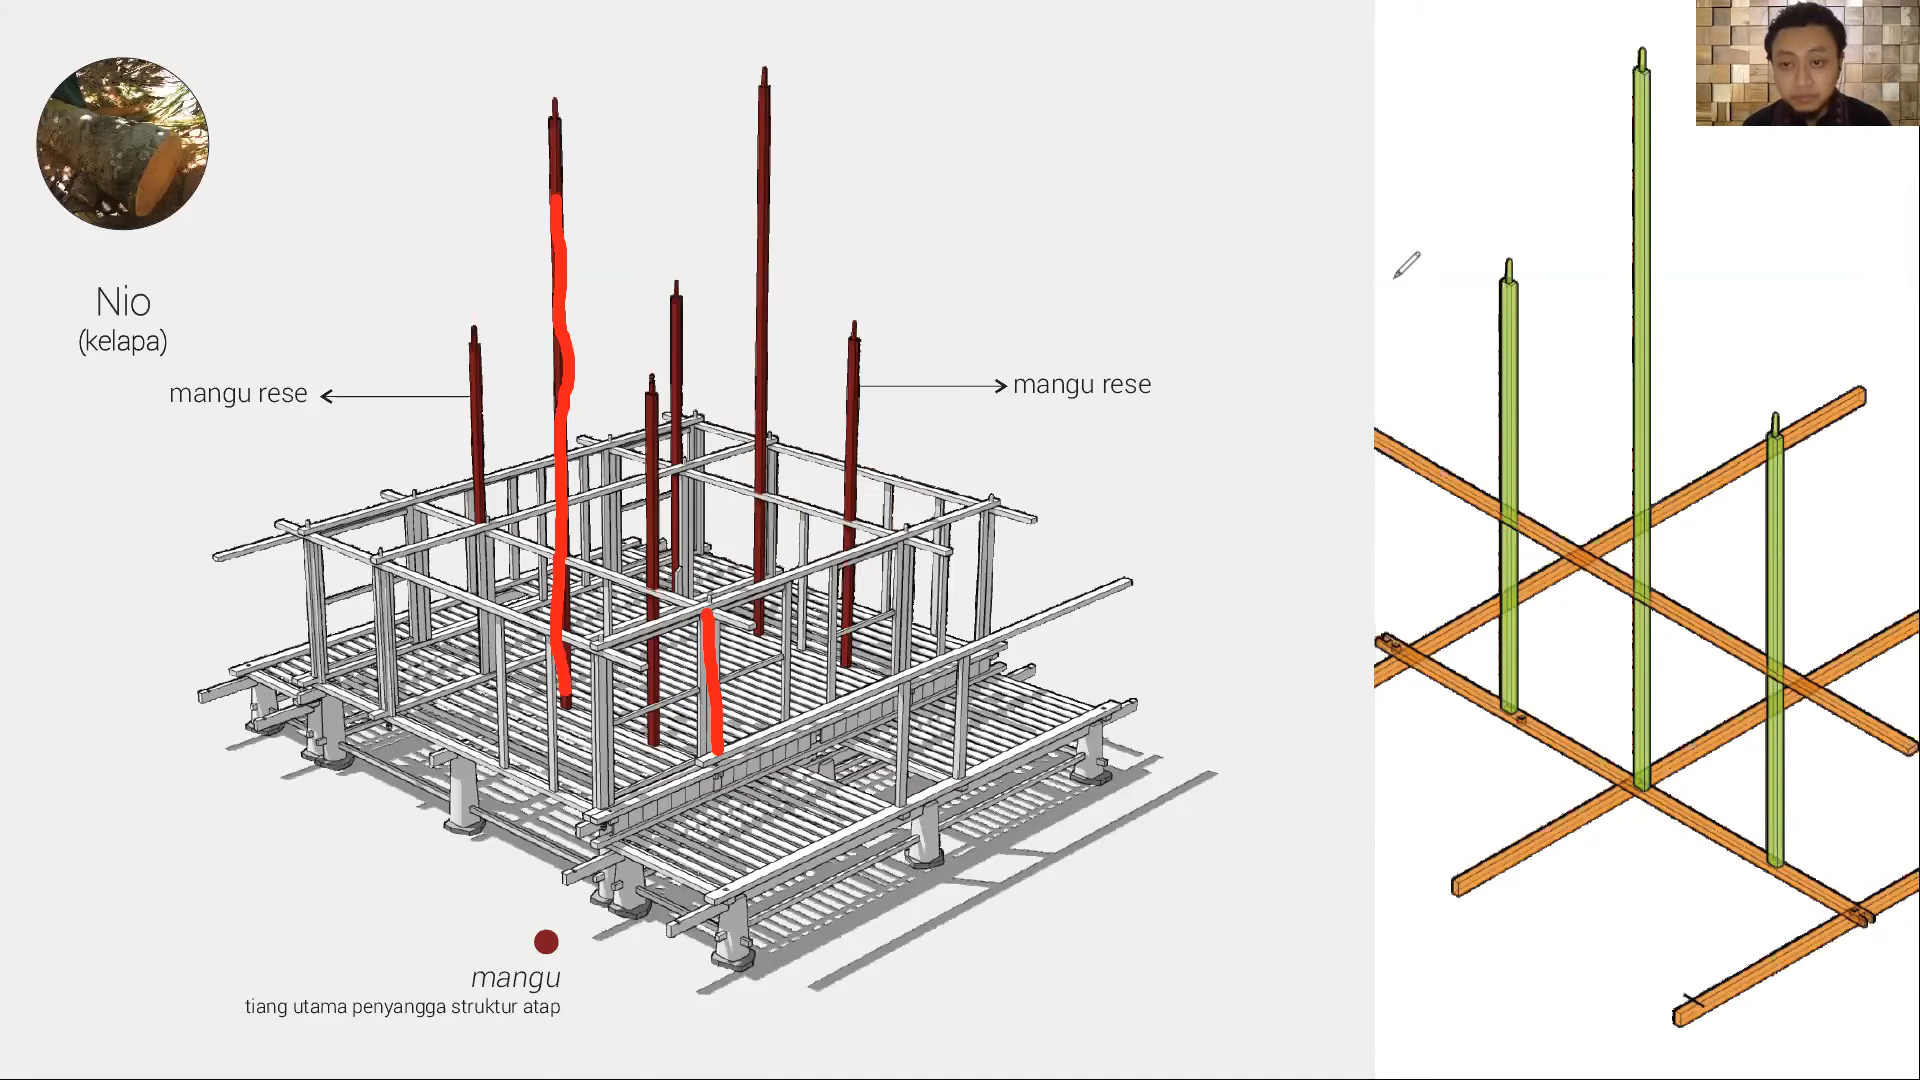 Nio
(kelapa)
mangu rese
mangu rese
mangu
tiang utama penyangga struktur atap